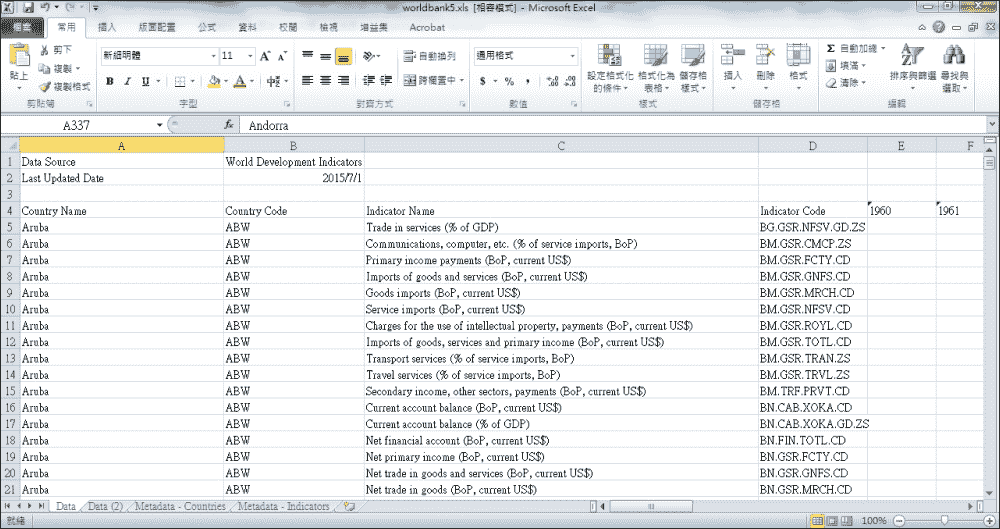 worldbank5.xls [相容模式] - Microsoft Excel
檔案 常用 插入 版面配置 公式 資料 校閱 檢視 增益集 Acrobat
貼上 剪下 複製 複製格式 剪貼簿
新細明體 11 字型
自動換列 跨欄置中 對齊方式
通用格式 數值
設定格式化的條件 格式化為表格 儲存格樣式 樣式
插入 刪除 格式 儲存格
Σ 自動加總 填滿 清除 排序與篩選 尋找與選取 編輯
A337 fx Andorra
A B C D E F
1 Data Source World Development Indicators
2 Last Updated Date 2015/7/1
3
4 Country Name Country Code Indicator Name Indicator Code 1960 1961
5 Aruba ABW Trade in services (% of GDP) BG.GSR.NFSV.GD.ZS
6 Aruba ABW Communications, computer, etc. (% of service imports, BoP) BM.GSR.CMCP.ZS
7 Aruba ABW Primary income payments (BoP, current US$) BM.GSR.FCTY.CD
8 Aruba ABW Imports of goods and services (BoP, current US$) BM.GSR.GNFS.CD
9 Aruba ABW Goods imports (BoP, current US$) BM.GSR.MRCH.CD
10 Aruba ABW Service imports (BoP, current US$) BM.GSR.NFSV.CD
11 Aruba ABW Charges for the use of intellectual property, payments (BoP, current US$) BM.GSR.ROYL.CD
12 Aruba ABW Imports of goods, services and primary income (BoP, current US$) BM.GSR.TOTL.CD
13 Aruba ABW Transport services (% of service imports, BoP) BM.GSR.TRAN.ZS
14 Aruba ABW Travel services (% of service imports, BoP) BM.GSR.TRVL.ZS
15 Aruba ABW Secondary income, other sectors, payments (BoP, current US$) BM.TRF.PRVT.CD
16 Aruba ABW Current account balance (BoP, current US$) BN.CAB.XOKA.CD
17 Aruba ABW Current account balance (% of GDP) BN.CAB.XOKA.GD.ZS
18 Aruba ABW Net financial account (BoP, current US$) BN.FIN.TOTL.CD
19 Aruba ABW Net primary income (BoP, current US$) BN.GSR.FCTY.CD
20 Aruba ABW Net trade in goods and services (BoP, current US$) BN.GSR.GNFS.CD
21 Aruba ABW Net trade in goods (BoP, current US$) BN.GSR.MRCH.CD
Data Data (2) Metadata - Countries Metadata - Indicators
就緒 100%